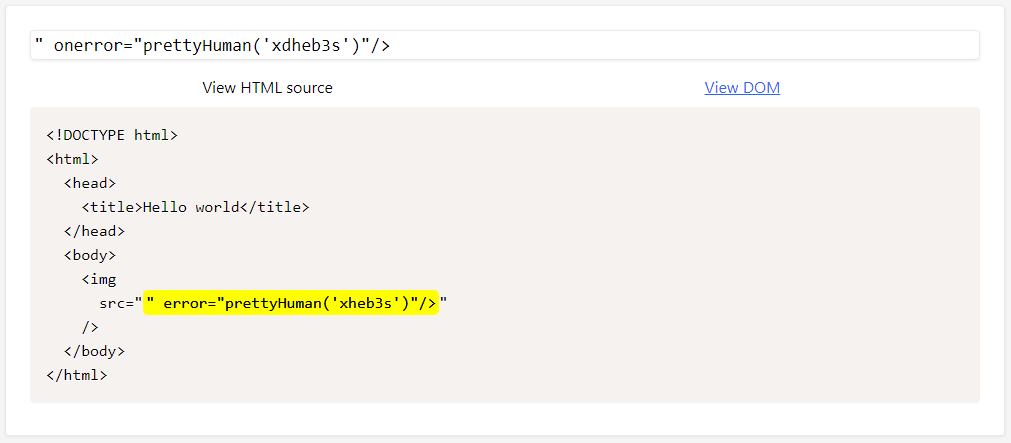 " onerror="prettyHuman('xdheb3s')"/>
View HTML source
View DOM
<!DOCTYPE html>
<html>
  <head>
    <title>Hello world</title>
  </head>
  <body>
    <img
      src="" error="prettyHuman('xheb3s')"/>"
    />
  </body>
</html>